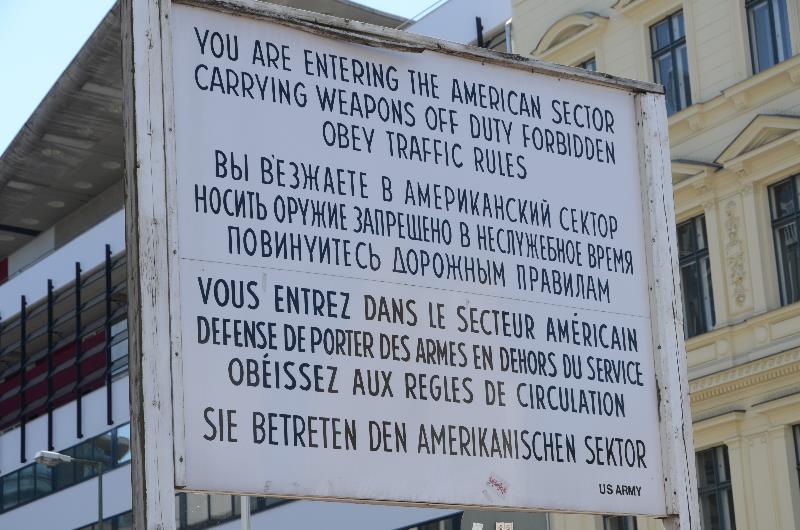 YOU ARE ENTERING THE AMERICAN SECTOR
CARRYING WEAPONS OFF DUTY FORBIDDEN
OBEY TRAFFIC RULES
ВЫ В'ЕЗЖАЕТЕ В АМЕРИКАНСКИЙ СЕКТОР
НОСИТЬ ОРУЖИЕ ЗАПРЕЩЕНО В НЕСЛУЖЕБНОЕ ВРЕМЯ
ПОВИНУИТЕСЬ ДОРОЖНЫМ ПРАВИЛАМ
VOUS ENTREZ DANS LE SECTEUR AMÉRICAIN
DEFENSE DE PORTER DES ARMES EN DEHORS DU SERVICE
OBÉISSEZ AUX REGLES DE CIRCULATION
SIE BETRETEN DEN AMERIKANISCHEN SEKTOR
US ARMY